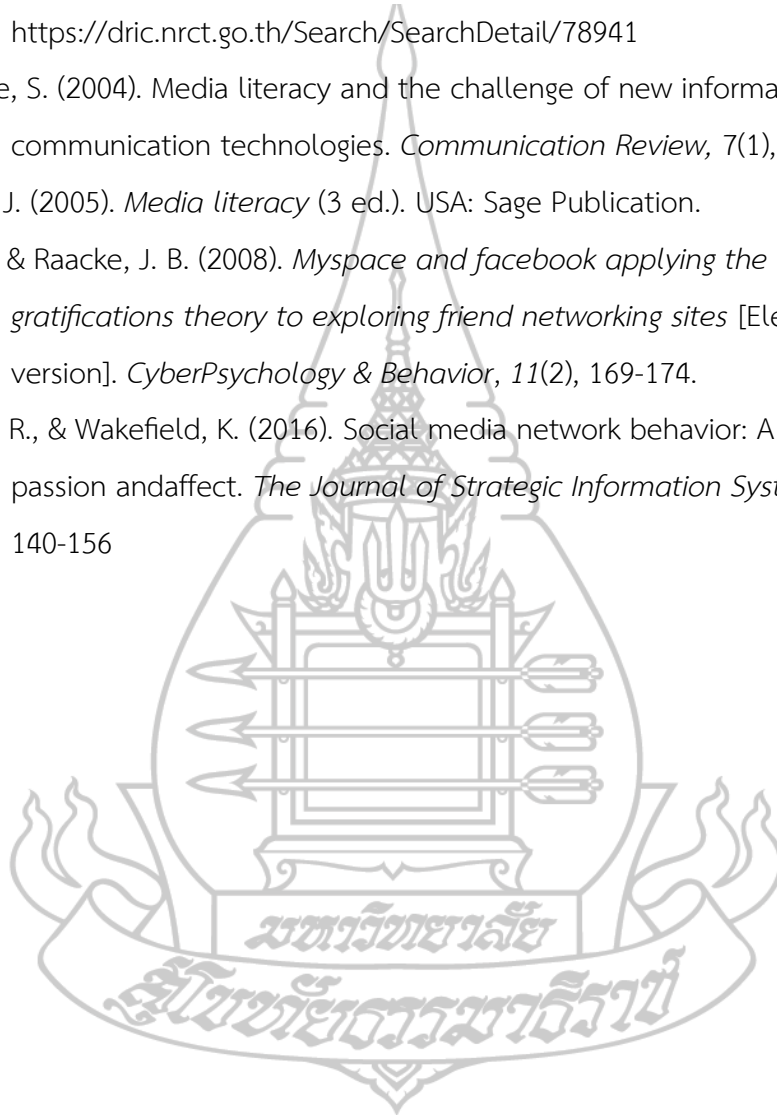 https://dric.nrct.go.th/Search/SearchDetail/78941
e, S. (2004). Media literacy and the challenge of new informa
communication technologies. Communication Review, 7(1),
J. (2005). Media literacy (3 ed.). USA: Sage Publication.
& Raacke, J. B. (2008). Myspace and facebook applying the
gratifications theory to exploring friend networking sites [Ele
version]. CyberPsychology & Behavior, 11(2), 169-174.
R., & Wakefield, K. (2016). Social media network behavior: A
passion andaffect. The Journal of Strategic Information Syst
140-156
มหาวิทยาลัย
สุโขทัยธรรมาธิราช